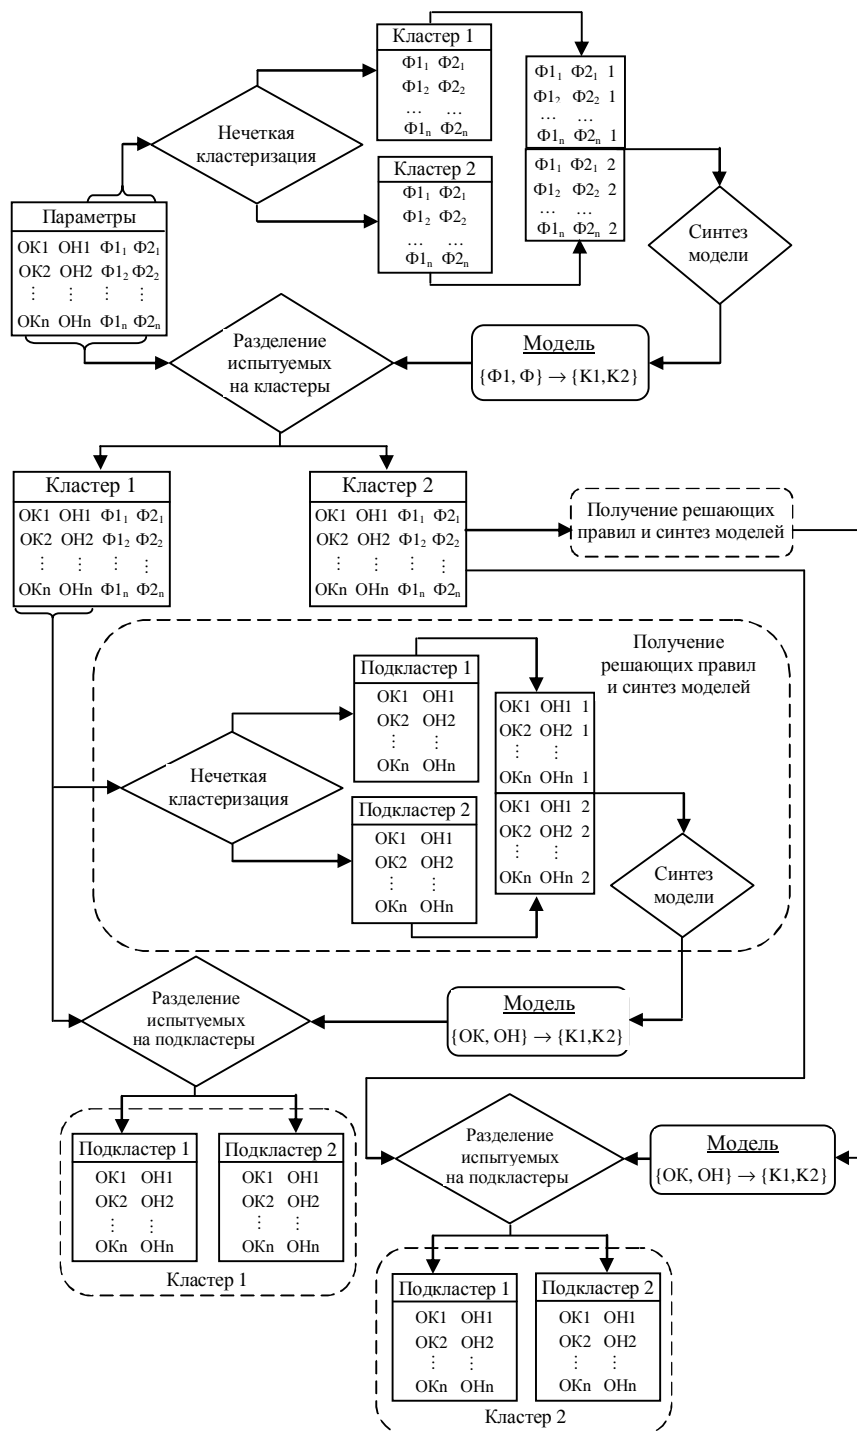 Кластер 1
Ф1₁ Ф2₁
Ф1₂ Ф2₂
... ...
Ф1ₙ Ф2ₙ
Ф1₁ Ф2₁ 1
Ф1₂ Ф2₂ 1
... ...
Ф1ₙ Ф2ₙ 1
Ф1₁ Ф2₁ 2
Ф1₂ Ф2₂ 2
... ...
Ф1ₙ Ф2ₙ 2
Нечеткая
кластеризация
Кластер 2
Ф1₁ Ф2₁
Ф1₂ Ф2₂
... ...
Ф1ₙ Ф2ₙ
Синтез
модели
Параметры
ОК1 ОН1 Ф1₁ Ф2₁
ОК2 ОН2 Ф1₂ Ф2₂
⋮ ⋮ ⋮ ⋮
ОКn ОНn Ф1ₙ Ф2ₙ
Разделение
испытуемых
на кластеры
Модель
{Ф1, Ф} → {K1,K2}
Кластер 1
ОК1 ОН1 Ф1₁ Ф2₁
ОК2 ОН2 Ф1₂ Ф2₂
⋮ ⋮ ⋮ ⋮
ОКn ОНn Ф1ₙ Ф2ₙ
Кластер 2
ОК1 ОН1 Ф1₁ Ф2₁
ОК2 ОН2 Ф1₂ Ф2₂
⋮ ⋮ ⋮ ⋮
ОКn ОНn Ф1ₙ Ф2ₙ
Получение решающих
правил и синтез моделей
Получение
решающих правил
и синтез моделей
Подкластер 1
ОК1 ОН1
ОК2 ОН2
⋮ ⋮
ОКn ОНn
ОК1 ОН1 1
ОК2 ОН2 1
⋮ ⋮
ОКn ОНn 1
ОК1 ОН1 2
ОК2 ОН2 2
⋮ ⋮
ОКn ОНn 2
Нечеткая
кластеризация
Подкластер 2
ОК1 ОН1
ОК2 ОН2
⋮ ⋮
ОКn ОНn
Синтез
модели
Разделение
испытуемых
на подкластеры
Модель
{ОК, ОН} → {K1,K2}
Подкластер 1
ОК1 ОН1
ОК2 ОН2
⋮ ⋮
ОКn ОНn
Подкластер 2
ОК1 ОН1
ОК2 ОН2
⋮ ⋮
ОКn ОНn
Кластер 1
Разделение
испытуемых
на подкластеры
Модель
{ОК, ОН} → {K1,K2}
Подкластер 1
ОК1 ОН1
ОК2 ОН2
⋮ ⋮
ОКn ОНn
Подкластер 2
ОК1 ОН1
ОК2 ОН2
⋮ ⋮
ОКn ОНn
Кластер 2